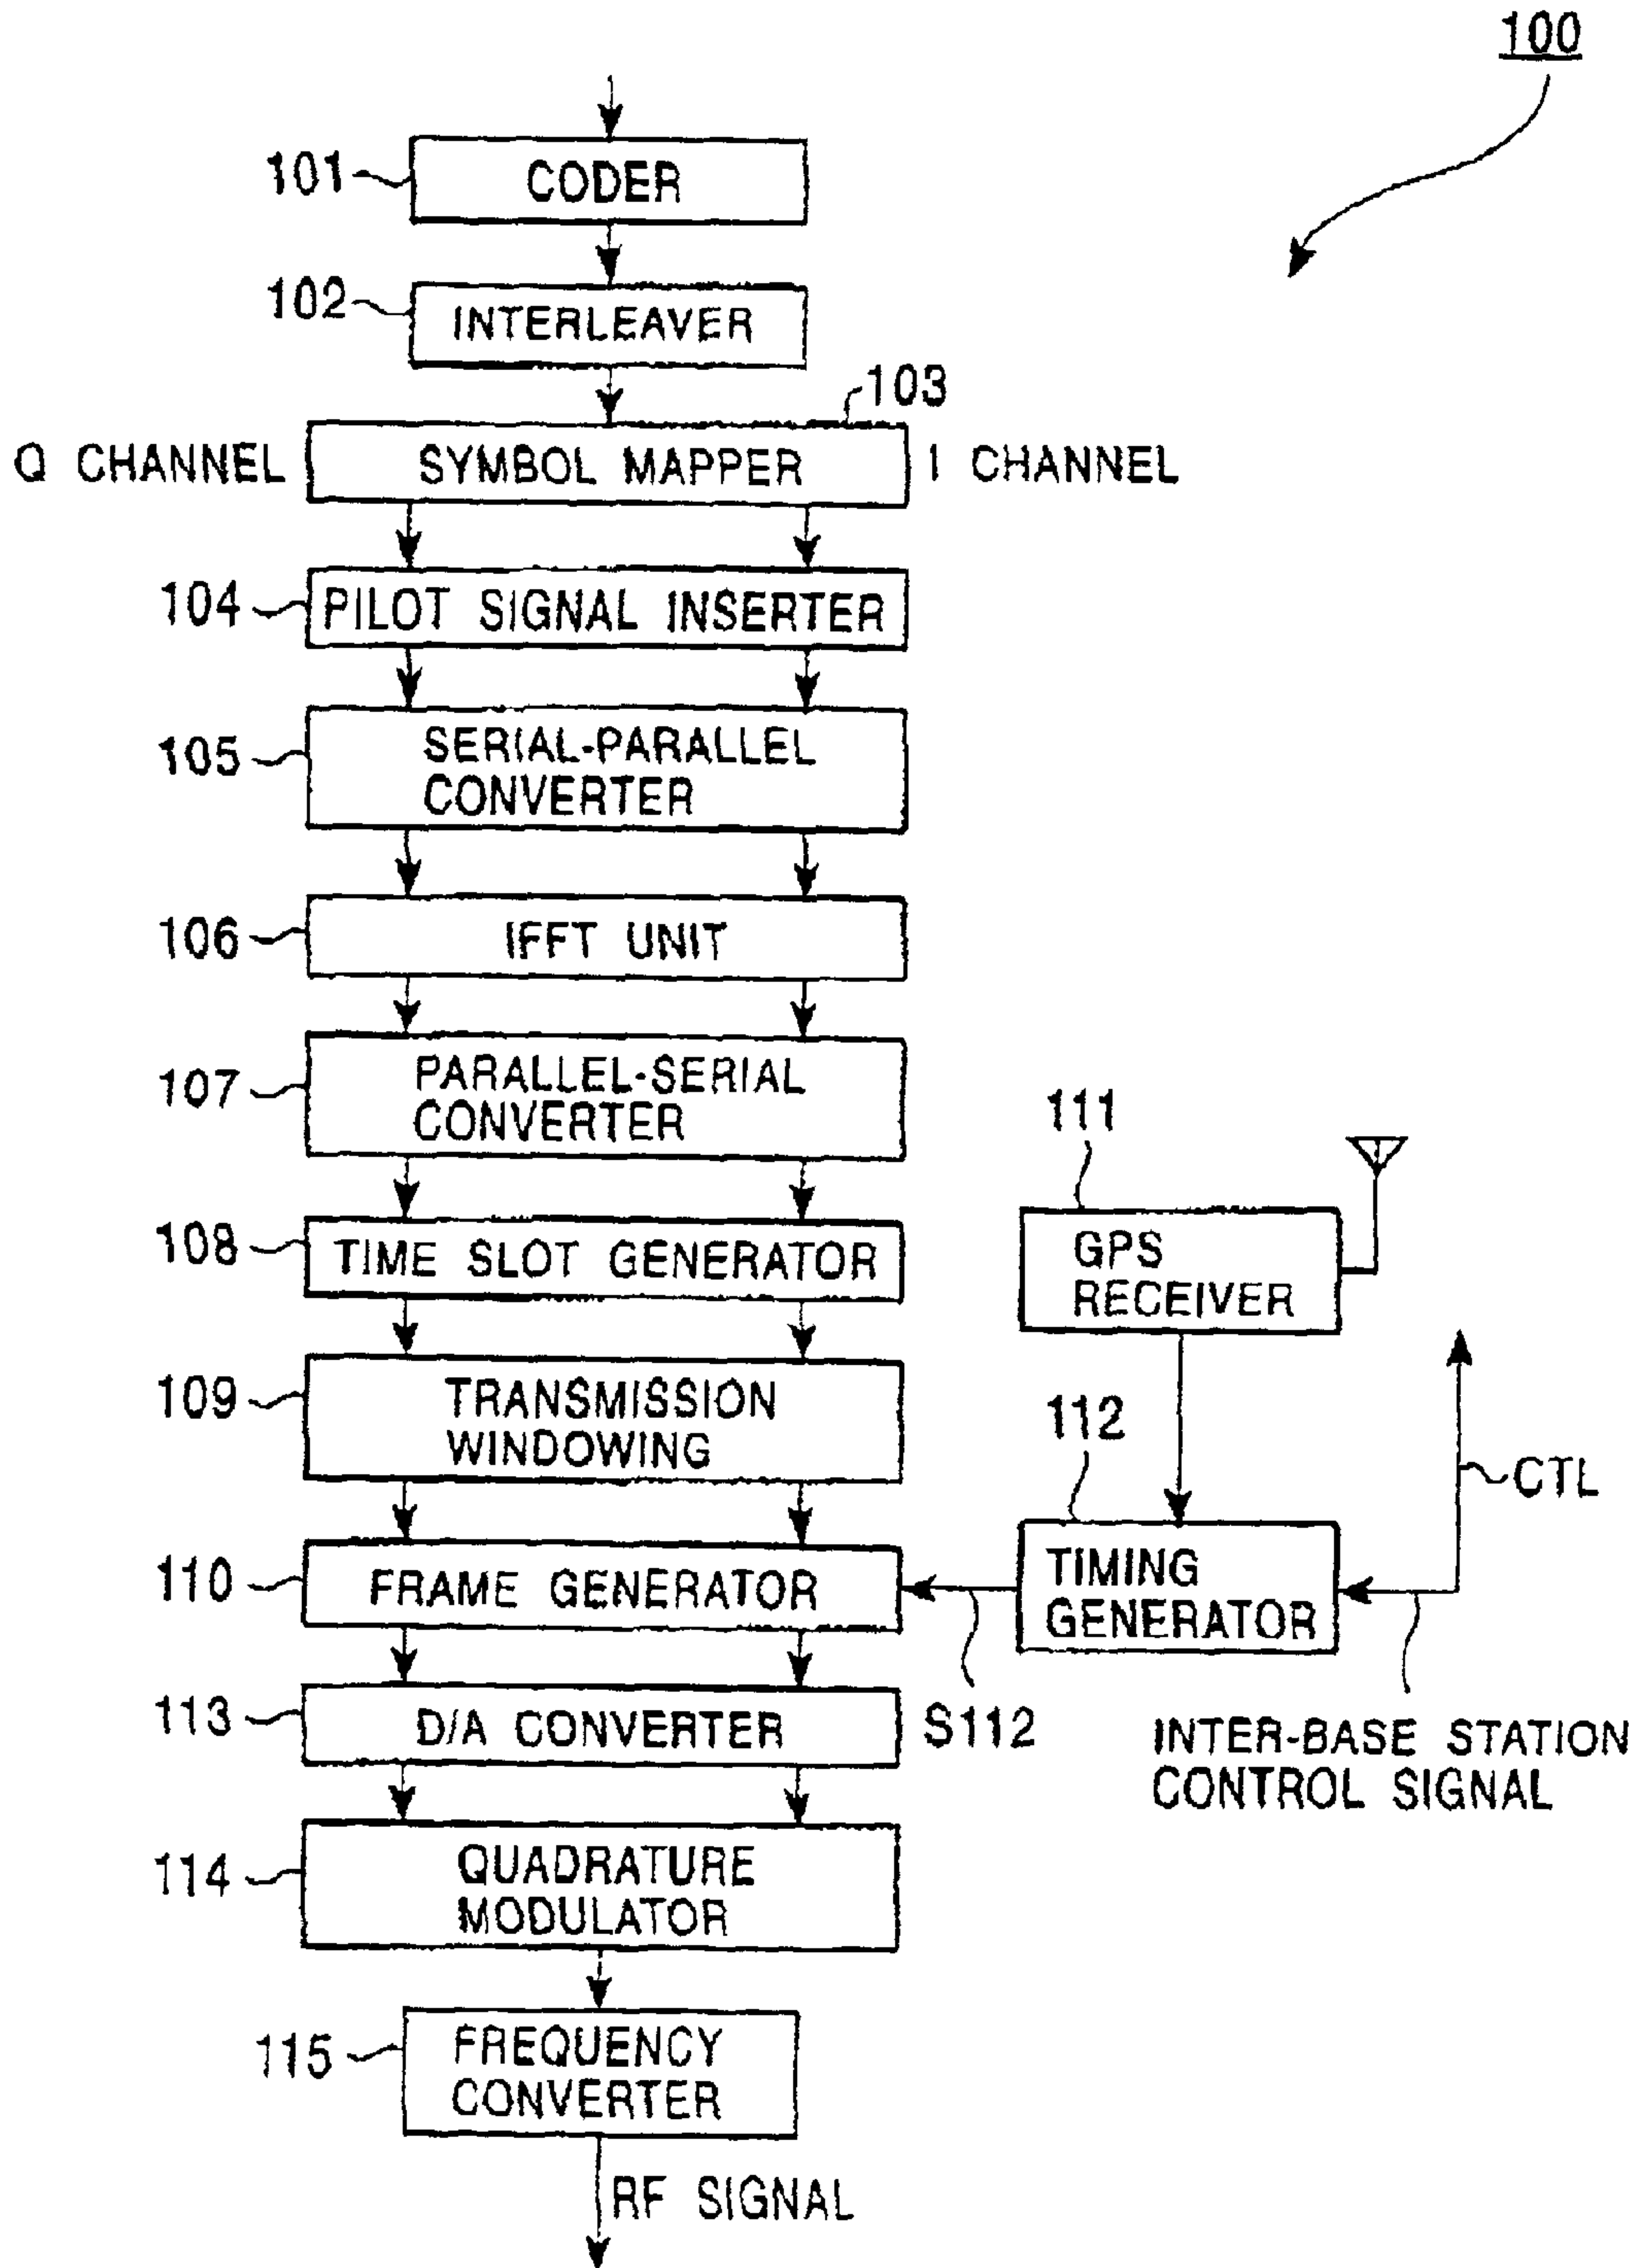 100
101
CODER
102
INTERLEAVER
103
Q CHANNEL
SYMBOL MAPPER
I CHANNEL
104
PILOT SIGNAL INSERTER
105
SERIAL-PARALLEL
CONVERTER
106
IFFT UNIT
107
PARALLEL-SERIAL
CONVERTER
111
108
TIME SLOT GENERATOR
GPS
RECEIVER
109
TRANSMISSION
WINDOWING
112
CTL
110
FRAME GENERATOR
TIMING
GENERATOR
113
D/A CONVERTER
S112
INTER-BASE STATION
CONTROL SIGNAL
114
QUADRATURE
MODULATOR
115
FREQUENCY
CONVERTER
RF SIGNAL